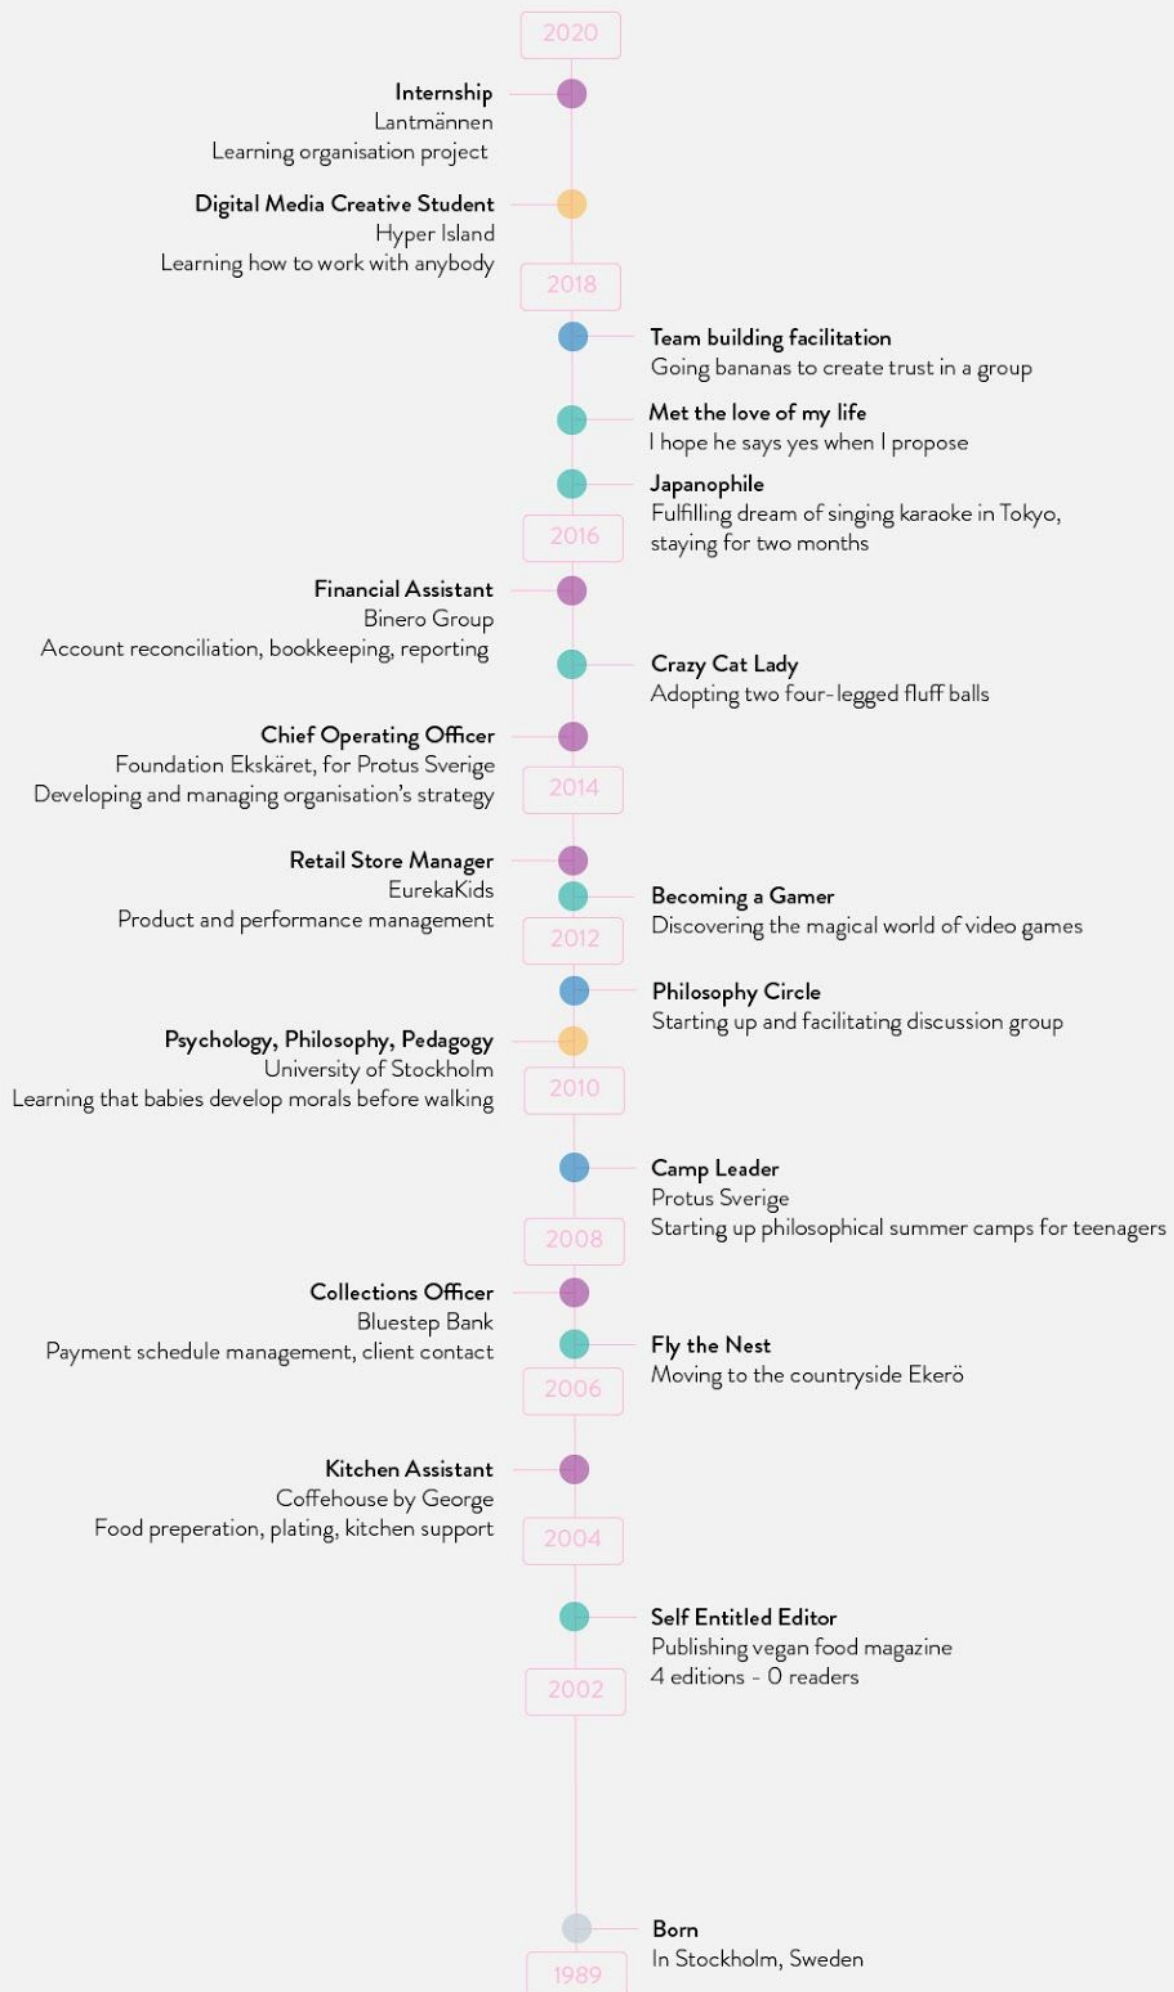 2020
Internship
Lantmännen
Learning organisation project
Digital Media Creative Student
Hyper Island
Learning how to work with anybody
2018
Team building facilitation
Going bananas to create trust in a group
Met the love of my life
I hope he says yes when I propose
Japanophile
Fulfilling dream of singing karaoke in Tokyo,
staying for two months
2016
Financial Assistant
Binero Group
Account reconciliation, bookkeeping, reporting
Crazy Cat Lady
Adopting two four-legged fluff balls
Chief Operating Officer
Foundation Ekskäret, for Protus Sverige
Developing and managing organisation's strategy
2014
Retail Store Manager
EurekaKids
Product and performance management
Becoming a Gamer
Discovering the magical world of video games
2012
Philosophy Circle
Starting up and facilitating discussion group
Psychology, Philosophy, Pedagogy
University of Stockholm
Learning that babies develop morals before walking
2010
Camp Leader
Protus Sverige
Starting up philosophical summer camps for teenagers
2008
Collections Officer
Bluestep Bank
Payment schedule management, client contact
Fly the Nest
Moving to the countryside Ekerö
2006
Kitchen Assistant
Coffehouse by George
Food preperation, plating, kitchen support
2004
Self Entitled Editor
Publishing vegan food magazine
4 editions - 0 readers
2002
Born
In Stockholm, Sweden
1989